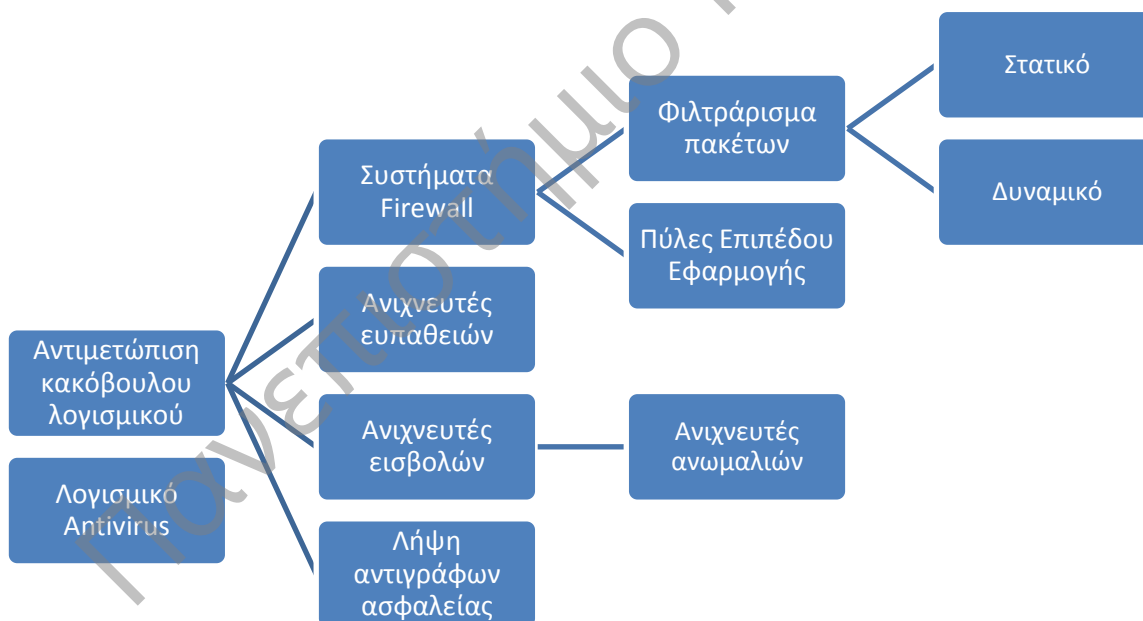 Αντιμετώπιση
κακόβουλου
λογισμικού
Λογισμικό
Antivirus
Συστήματα
Firewall
Ανιχνευτές
ευπαθειών
Ανιχνευτές
εισβολών
Λήψη
αντιγράφων
ασφαλείας
Φιλτράρισμα
πακέτων
Πύλες Επιπέδου
Εφαρμογής
Ανιχνευτές
ανωμαλιών
Στατικό
Δυναμικό
Πανεπιστήμιο